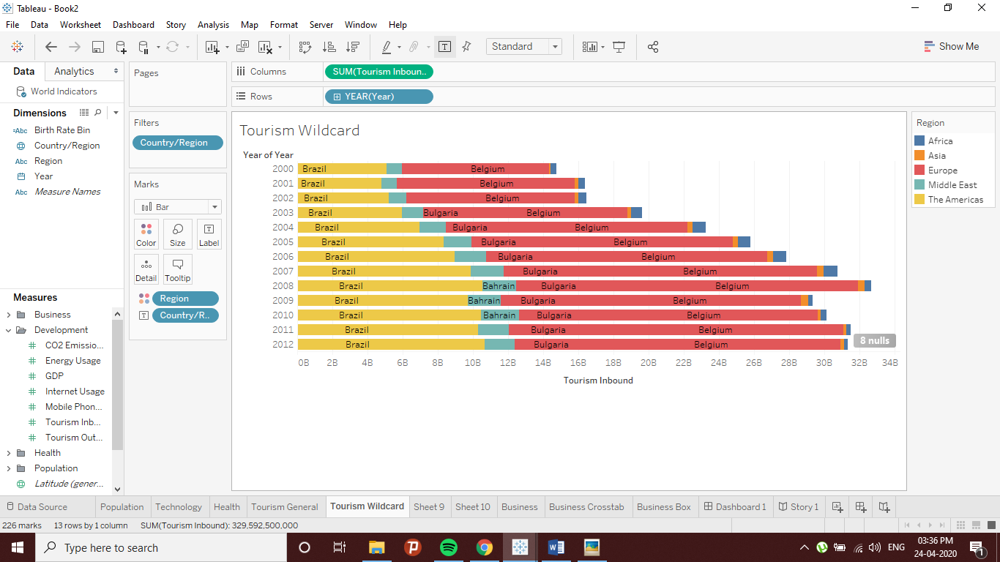 Tableau - Book2
File Data Worksheet Dashboard Story Analysis Map Format Server Window Help
Standard
Show Me
Data Analytics
World Indicators
Dimensions
=Abc Birth Rate Bin
Country/Region
Abc Region
Year
Abc Measure Names
Measures
Business
Development
CO2 Emissio...
Energy Usage
GDP
Internet Usage
Mobile Phon...
Tourism Inb...
Tourism Out...
Health
Population
Latitude (gener...
Pages
Filters
Country/Region
Marks
Bar
Color Size Label
Detail Tooltip
Region
Country/R..
Columns SUM(Tourism Inboun..
Rows YEAR(Year)
Tourism Wildcard
Year of Year
2000 Brazil Belgium
2001 Brazil Belgium
2002 Brazil Belgium
2003 Brazil Bulgaria Belgium
2004 Brazil Bulgaria Belgium
2005 Brazil Bulgaria Belgium
2006 Brazil Bulgaria Belgium
2007 Brazil Bulgaria Belgium
2008 Brazil Bahrain Bulgaria Belgium
2009 Brazil Bahrain Bulgaria Belgium
2010 Brazil Bahrain Bulgaria Belgium
2011 Brazil Bulgaria Belgium
2012 Brazil Bulgaria Belgium
8 nulls
0B 2B 4B 6B 8B 10B 12B 14B 16B 18B 20B 22B 24B 26B 28B 30B 32B 34B
Tourism Inbound
Region
Africa
Asia
Europe
Middle East
The Americas
Data Source Population Technology Health Tourism General Tourism Wildcard Sheet 9 Sheet 10 Business Business Crosstab Business Box Dashboard 1 Story 1
226 marks 13 rows by 1 column SUM(Tourism Inbound): 329,592,500,000
Type here to search
ENG
03:36 PM
24-04-2020
1